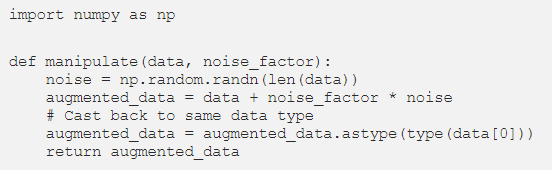 import numpy as np
def manipulate(data, noise_factor):
    noise = np.random.randn(len(data))
    augmented_data = data + noise_factor * noise
    # Cast back to same data type
    augmented_data = augmented_data.astype(type(data[0]))
    return augmented_data